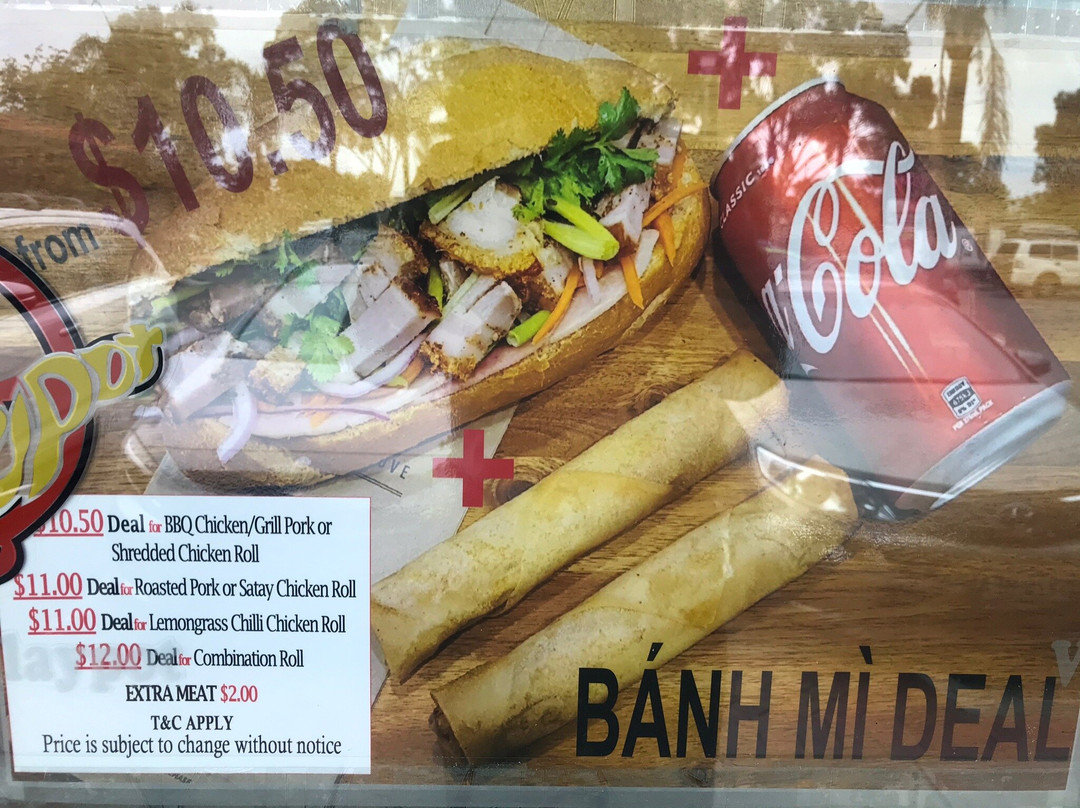 $10.50
from
CLASSIC
Cola
$10.50 Deal for BBQ Chicken/Grill Pork or
Shredded Chicken Roll
$11.00 Deal for Roasted Pork or Satay Chicken Roll
$11.00 Deal for Lemongrass Chilli Chicken Roll
$12.00 Deal for Combination Roll
EXTRA MEAT $2.00
T&C APPLY
Price is subject to change without notice
BÁNH MÌ DEAL